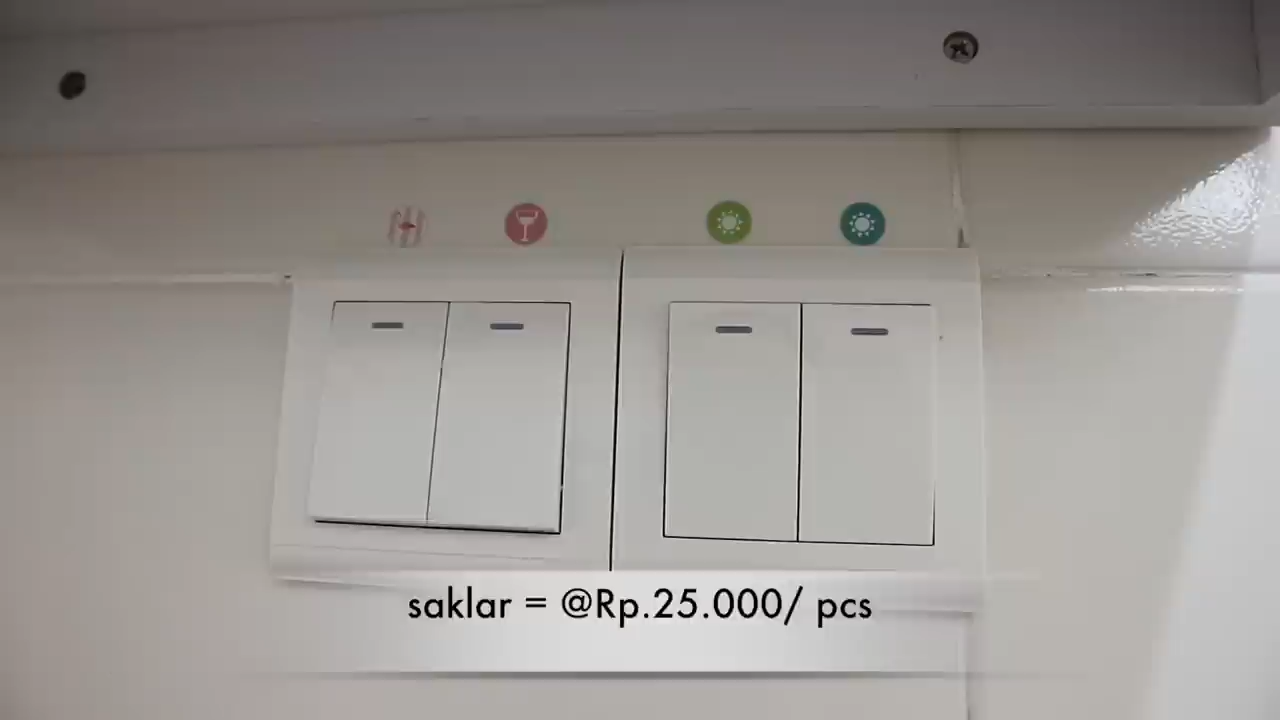 saklar = @Rp.25.000/ pcs